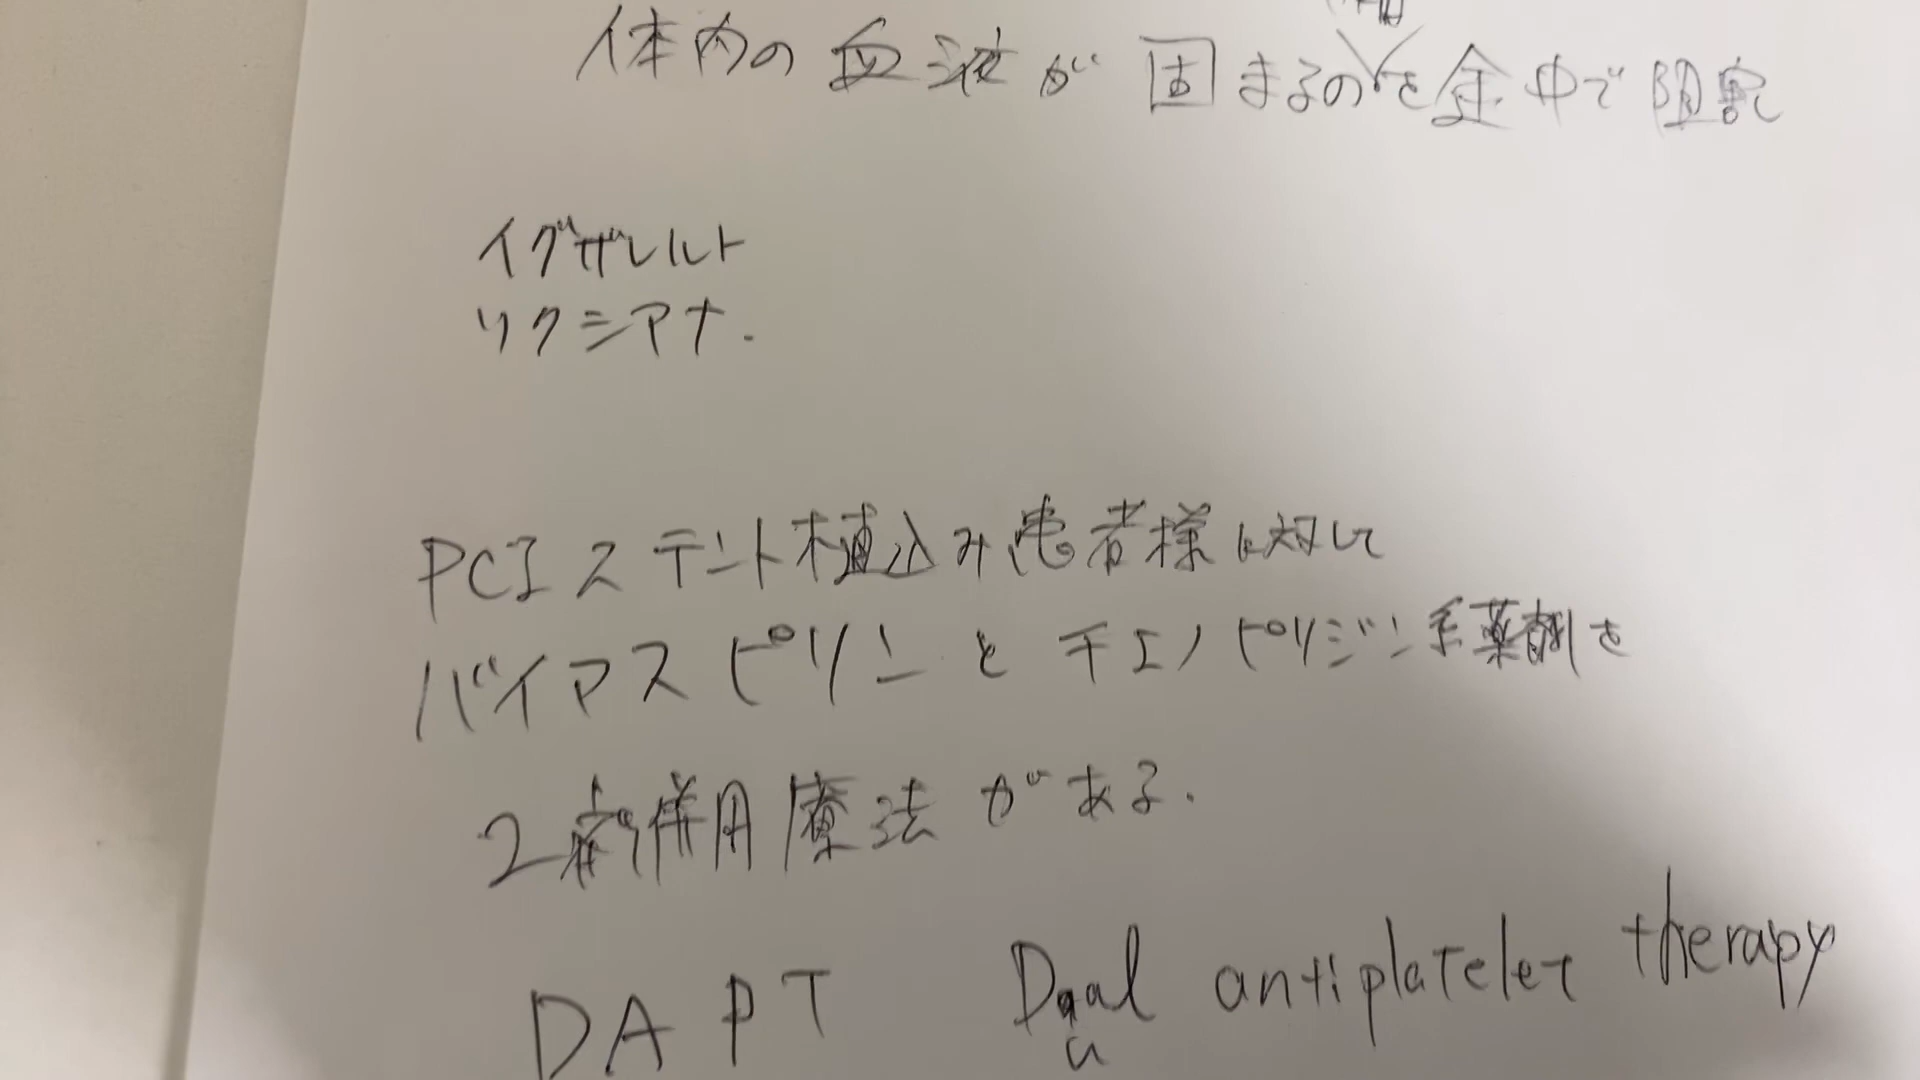 体内の血液が固まるのを途中で阻害
イグザレルト
リクシアナ.
PCIステント植込み患者様に対して
バイアスピリンとチエノピリジン系薬剤を
2剤併用療法がある.
DAPT Dual antiplatelet therapy
u